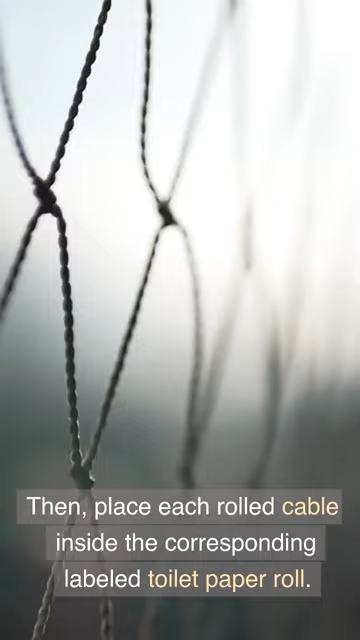 Then, place each rolled cable
inside the corresponding
labeled toilet paper roll.